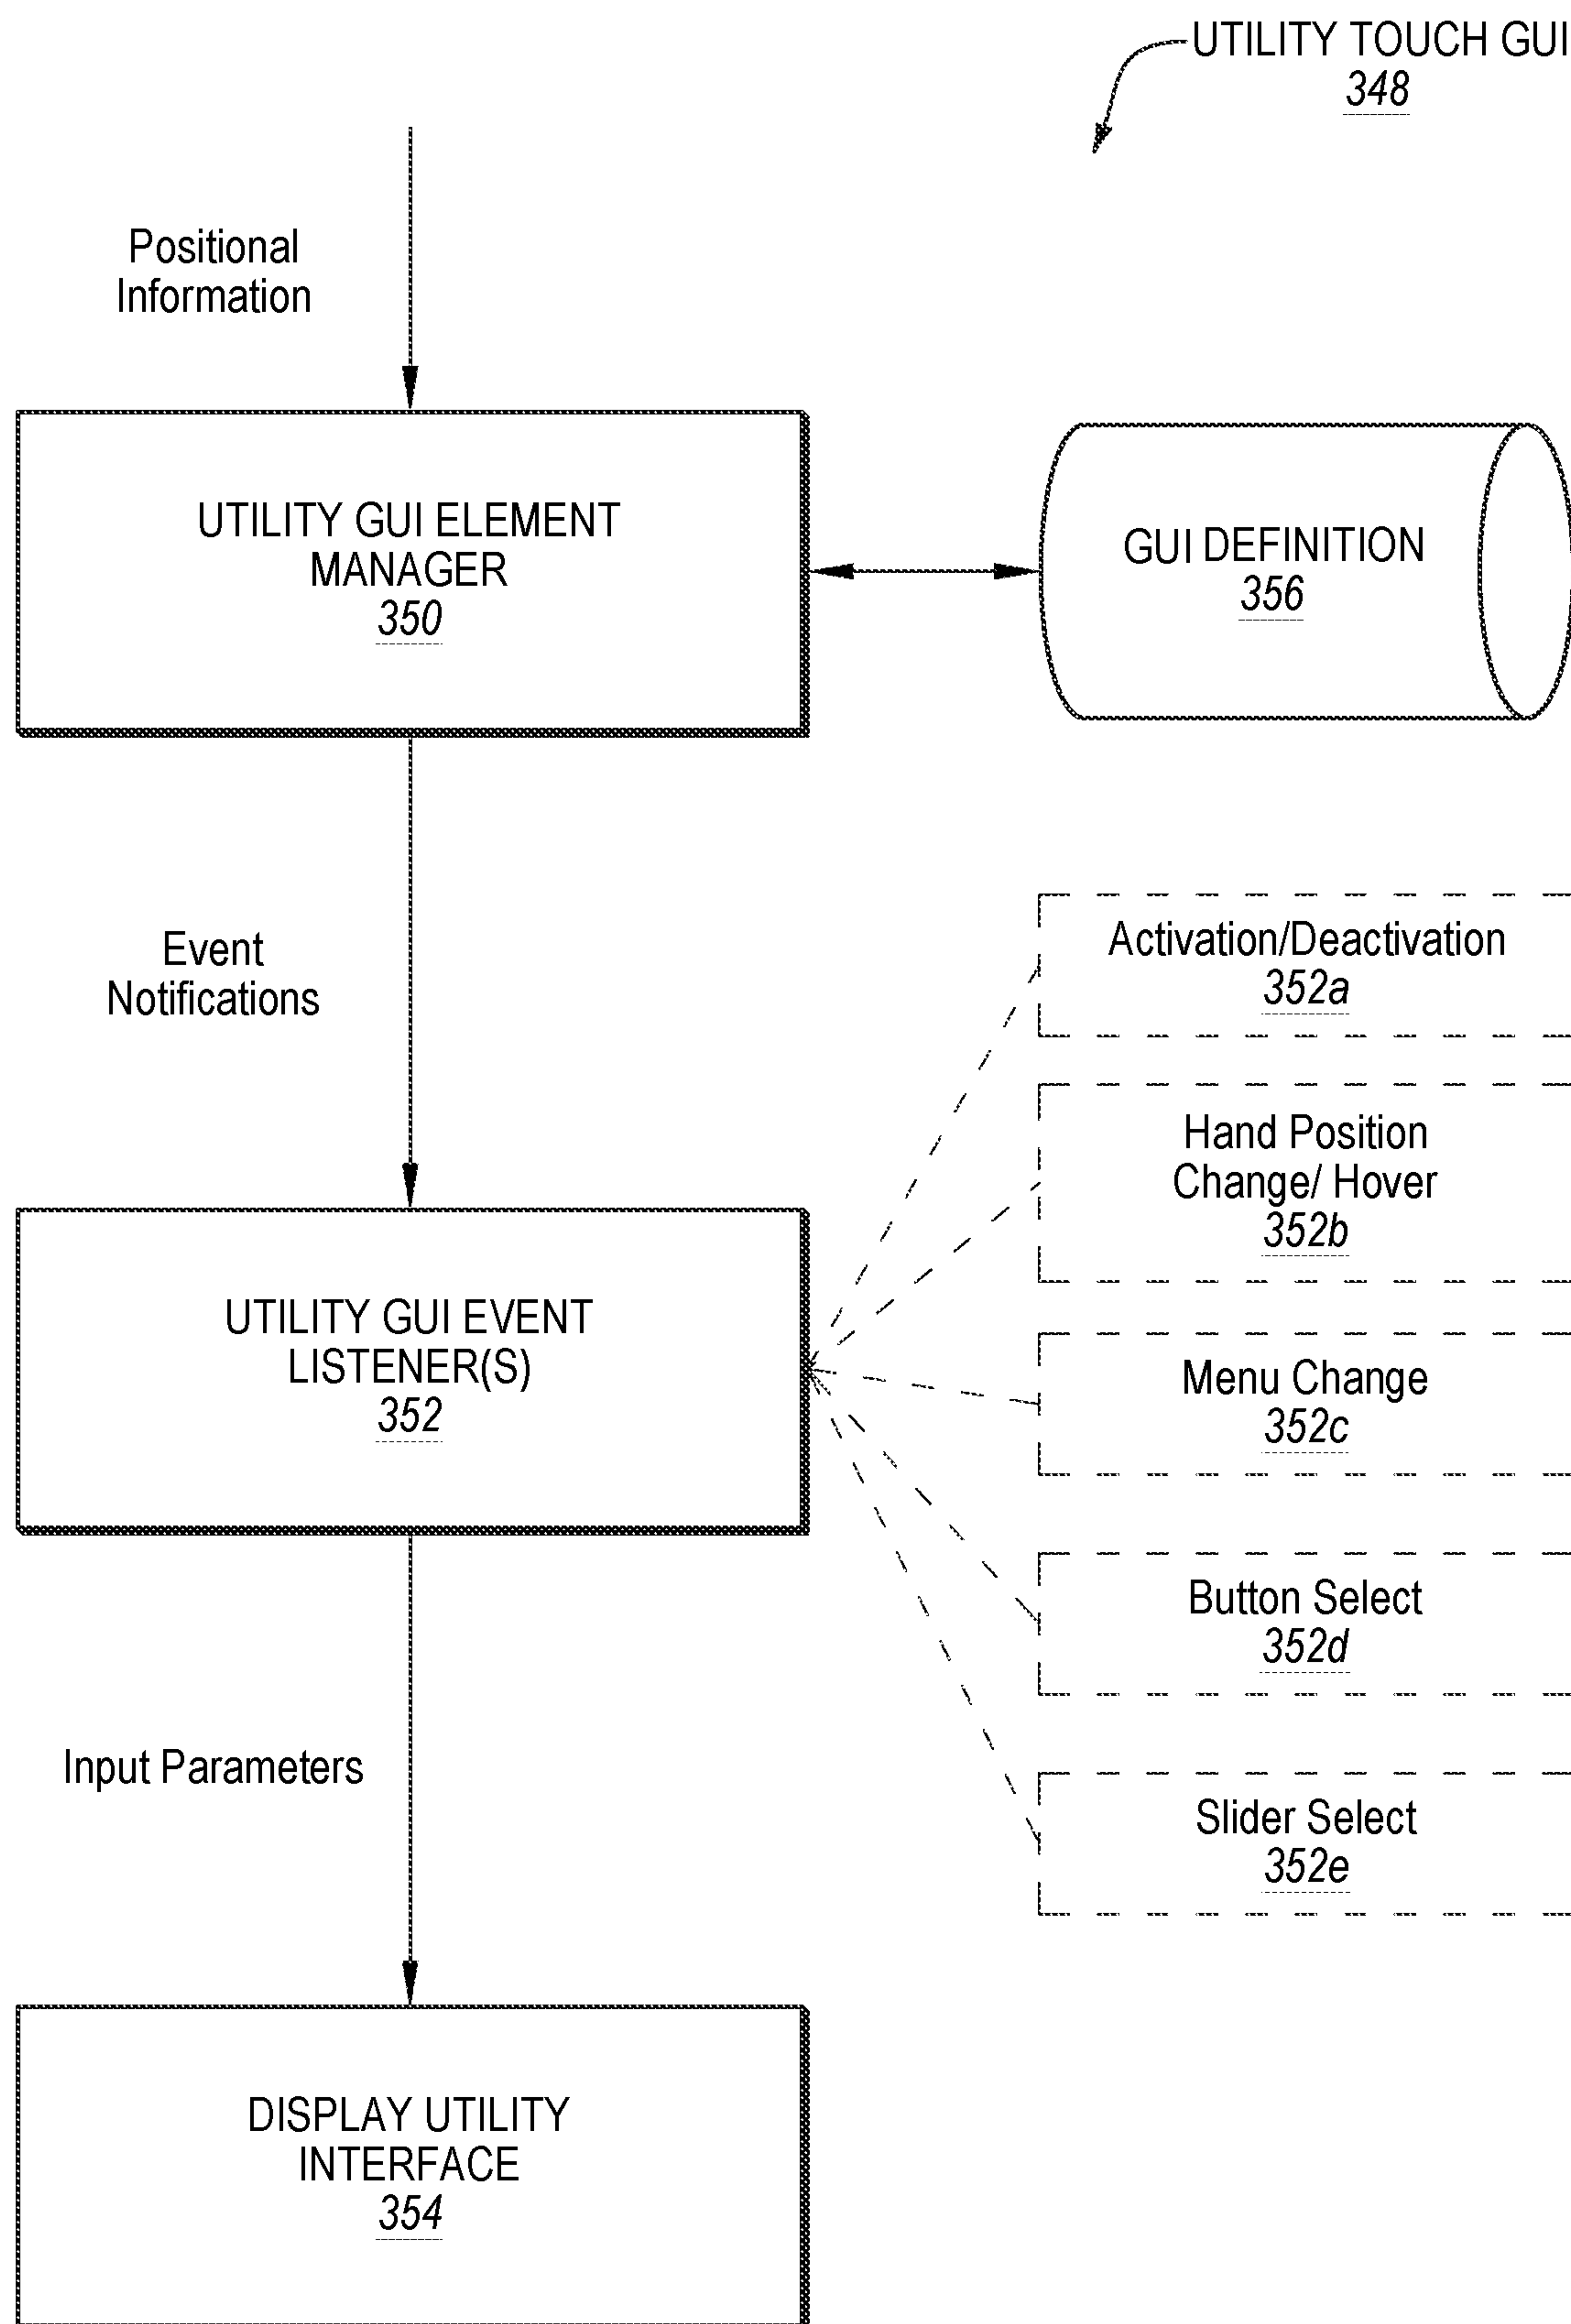 UTILITY TOUCH GUI
348
Positional
Information
UTILITY GUI ELEMENT
MANAGER
350
GUI DEFINITION
356
Event
Notifications
Activation/Deactivation
352a
Hand Position
Change/ Hover
352b
UTILITY GUI EVENT
LISTENER(S)
352
Menu Change
352c
Button Select
352d
Input Parameters
Slider Select
352e
DISPLAY UTILITY
INTERFACE
354